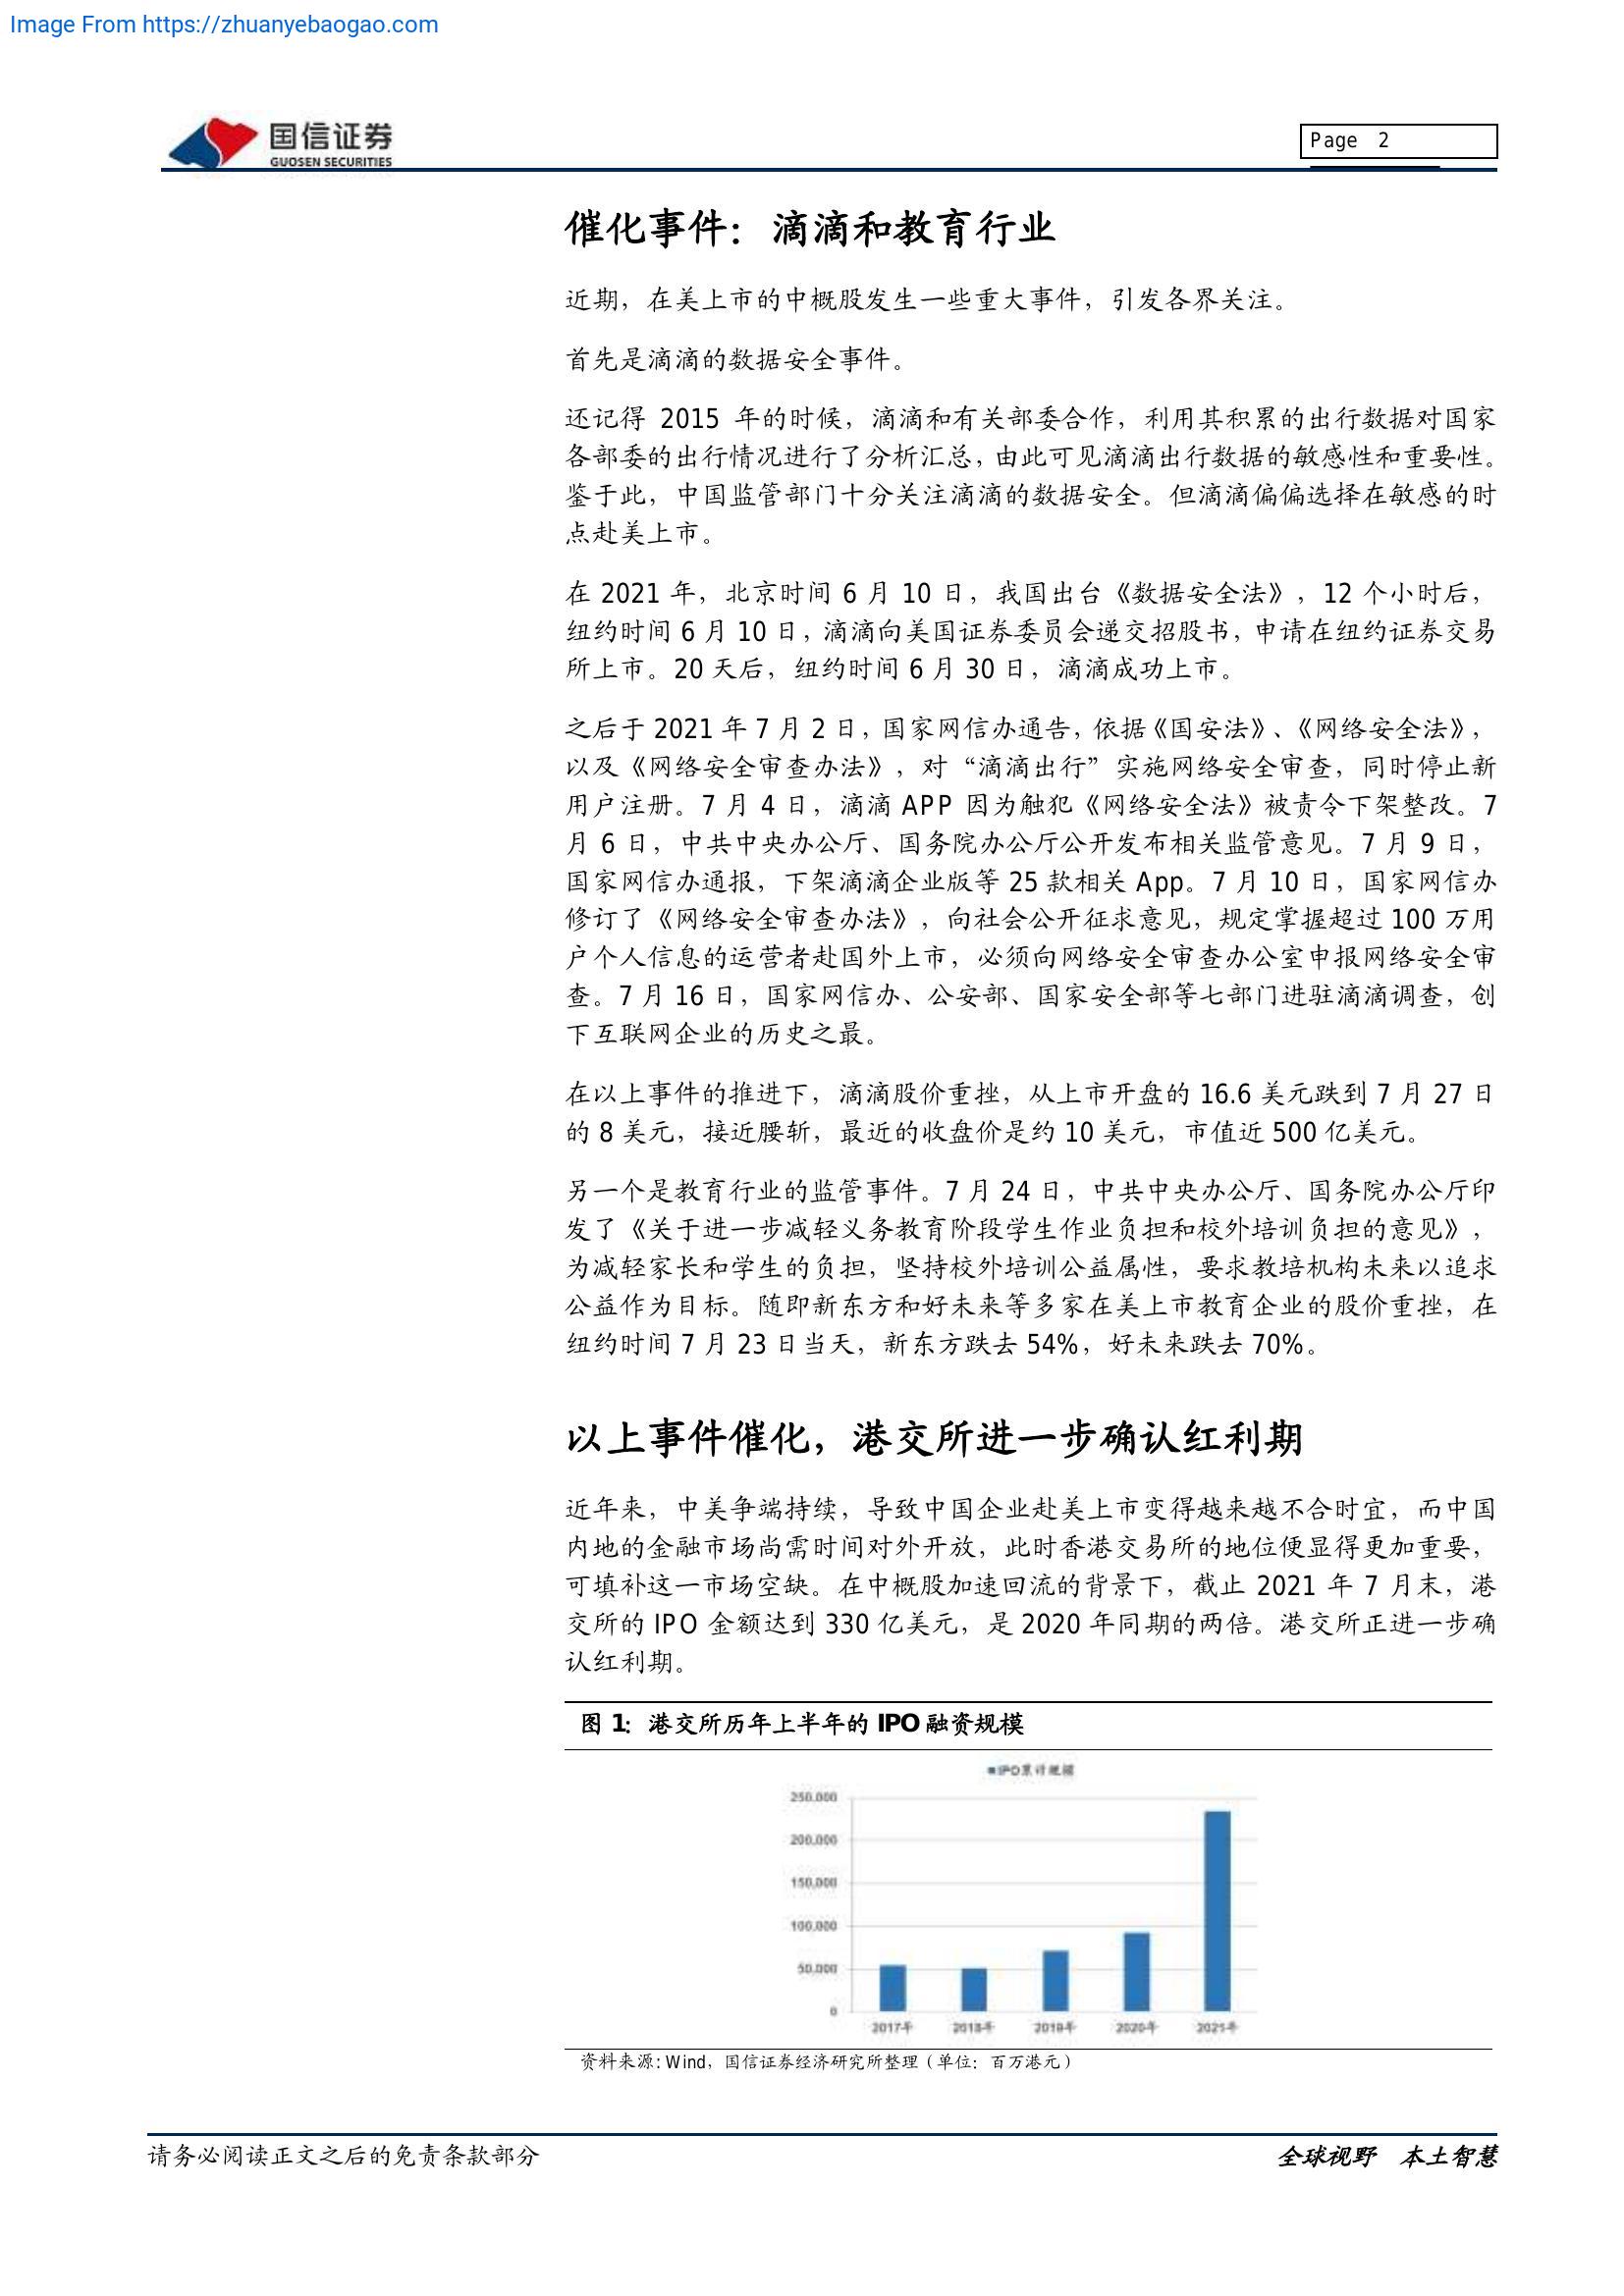 Image From https://zhuanyebaogao.com
国信证券
GUOSEN SECURITIES
Page 2
催化事件：滴滴和教育行业
近期，在美上市的中概股发生一些重大事件，引发各界关注。
首先是滴滴的数据安全事件。
还记得 2015 年的时候，滴滴和有关部委合作，利用其积累的出行数据对国家
各部委的出行情况进行了分析汇总，由此可见滴滴出行数据的敏感性和重要性。
鉴于此，中国监管部门十分关注滴滴的数据安全。但滴滴偏偏选择在敏感的时
点赴美上市。
在 2021 年，北京时间 6 月 10 日，我国出台《数据安全法》，12 个小时后，
纽约时间 6 月 10 日，滴滴向美国证券委员会递交招股书，申请在纽约证券交易
所上市。20 天后，纽约时间 6 月 30 日，滴滴成功上市。
之后于 2021 年 7 月 2 日，国家网信办通告，依据《国安法》、《网络安全法》，
以及《网络安全审查办法》，对“滴滴出行”实施网络安全审查，同时停止新
用户注册。7 月 4 日，滴滴 APP 因为触犯《网络安全法》被责令下架整改。7
月 6 日，中共中央办公厅、国务院办公厅公开发布相关监管意见。7 月 9 日，
国家网信办通报，下架滴滴企业版等 25 款相关 App。7 月 10 日，国家网信办
修订了《网络安全审查办法》，向社会公开征求意见，规定掌握超过 100 万用
户个人信息的运营者赴国外上市，必须向网络安全审查办公室申报网络安全审
查。7 月 16 日，国家网信办、公安部、国家安全部等七部门进驻滴滴调查，创
下互联网企业的历史之最。
在以上事件的推进下，滴滴股价重挫，从上市开盘的 16.6 美元跌到 7 月 27 日
的 8 美元，接近腰斩，最近的收盘价是约 10 美元，市值近 500 亿美元。
另一个是教育行业的监管事件。7 月 24 日，中共中央办公厅、国务院办公厅印
发了《关于进一步减轻义务教育阶段学生作业负担和校外培训负担的意见》，
为减轻家长和学生的负担，坚持校外培训公益属性，要求教培机构未来以追求
公益作为目标。随即新东方和好未来等多家在美上市教育企业的股价重挫，在
纽约时间 7 月 23 日当天，新东方跌去 54%，好未来跌去 70%。
以上事件催化，港交所进一步确认红利期
近年来，中美争端持续，导致中国企业赴美上市变得越来越不合时宜，而中国
内地的金融市场尚需时间对外开放，此时香港交易所的地位便显得更加重要，
可填补这一市场空缺。在中概股加速回流的背景下，截止 2021 年 7 月末，港
交所的 IPO 金额达到 330 亿美元，是 2020 年同期的两倍。港交所正进一步确
认红利期。
图 1：港交所历年上半年的 IPO 融资规模
IPO累计规模
250,000
200,000
150,000
100,000
50,000
0
2017年 2018年 2019年 2020年 2021年
资料来源: Wind，国信证券经济研究所整理（单位：百万港元）
请务必阅读正文之后的免责条款部分
全球视野 本土智慧